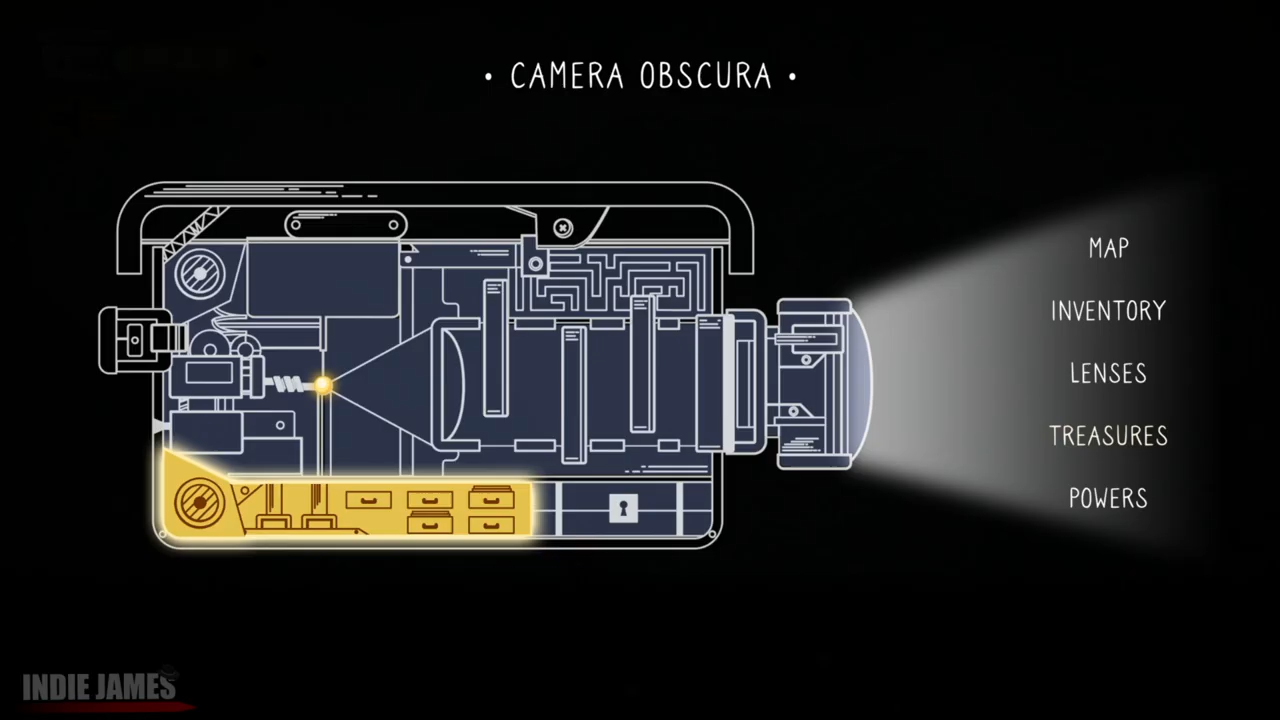 • CAMERA OBSCURA •
MAP
INVENTORY
LENSES
TREASURES
POWERS
INDIE JAMES